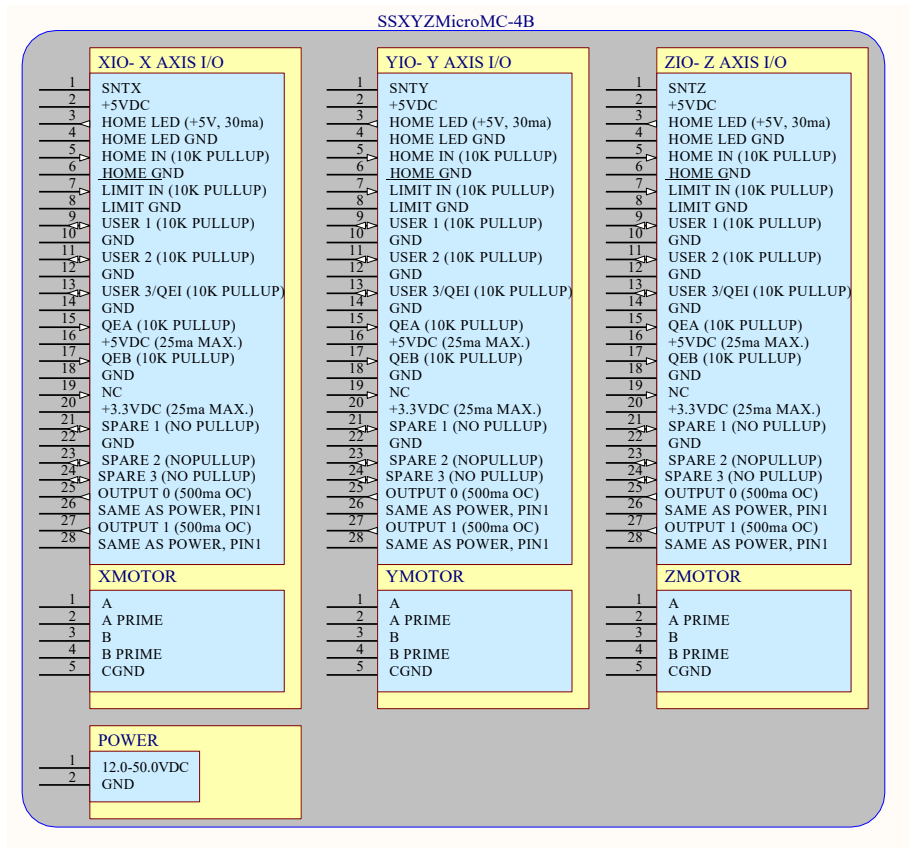 SSXYZMicroMC-4B
XIO- X AXIS I/O
1 SNTX
2 +5VDC
3 HOME LED (+5V, 30ma)
4 HOME LED GND
5 HOME IN (10K PULLUP)
6 HOME GND
7 LIMIT IN (10K PULLUP)
8 LIMIT GND
9 USER 1 (10K PULLUP)
10 GND
11 USER 2 (10K PULLUP)
12 GND
13 USER 3/QEI (10K PULLUP)
14 GND
15 QEA (10K PULLUP)
16 +5VDC (25ma MAX.)
17 QEB (10K PULLUP)
18 GND
19 NC
20 +3.3VDC (25ma MAX.)
21 SPARE 1 (NO PULLUP)
22 GND
23 SPARE 2 (NOPULLUP)
24 SPARE 3 (NO PULLUP)
25 OUTPUT 0 (500ma OC)
26 SAME AS POWER, PIN1
27 OUTPUT 1 (500ma OC)
28 SAME AS POWER, PIN1
XMOTOR
1 A
2 A PRIME
3 B
4 B PRIME
5 CGND
POWER
1 12.0-50.0VDC
2 GND
YIO- Y AXIS I/O
1 SNTY
2 +5VDC
3 HOME LED (+5V, 30ma)
4 HOME LED GND
5 HOME IN (10K PULLUP)
6 HOME GND
7 LIMIT IN (10K PULLUP)
8 LIMIT GND
9 USER 1 (10K PULLUP)
10 GND
11 USER 2 (10K PULLUP)
12 GND
13 USER 3/QEI (10K PULLUP)
14 GND
15 QEA (10K PULLUP)
16 +5VDC (25ma MAX.)
17 QEB (10K PULLUP)
18 GND
19 NC
20 +3.3VDC (25ma MAX.)
21 SPARE 1 (NO PULLUP)
22 GND
23 SPARE 2 (NOPULLUP)
24 SPARE 3 (NO PULLUP)
25 OUTPUT 0 (500ma OC)
26 SAME AS POWER, PIN1
27 OUTPUT 1 (500ma OC)
28 SAME AS POWER, PIN1
YMOTOR
1 A
2 A PRIME
3 B
4 B PRIME
5 CGND
ZIO- Z AXIS I/O
1 SNTZ
2 +5VDC
3 HOME LED (+5V, 30ma)
4 HOME LED GND
5 HOME IN (10K PULLUP)
6 HOME GND
7 LIMIT IN (10K PULLUP)
8 LIMIT GND
9 USER 1 (10K PULLUP)
10 GND
11 USER 2 (10K PULLUP)
12 GND
13 USER 3/QEI (10K PULLUP)
14 GND
15 QEA (10K PULLUP)
16 +5VDC (25ma MAX.)
17 QEB (10K PULLUP)
18 GND
19 NC
20 +3.3VDC (25ma MAX.)
21 SPARE 1 (NO PULLUP)
22 GND
23 SPARE 2 (NOPULLUP)
24 SPARE 3 (NO PULLUP)
25 OUTPUT 0 (500ma OC)
26 SAME AS POWER, PIN1
27 OUTPUT 1 (500ma OC)
28 SAME AS POWER, PIN1
ZMOTOR
1 A
2 A PRIME
3 B
4 B PRIME
5 CGND